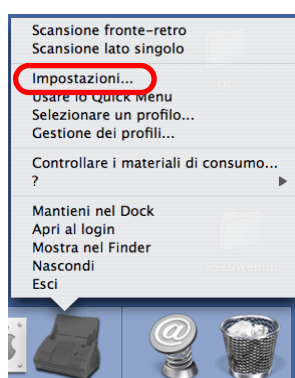 Scansione fronte-retro
Scansione lato singolo
Impostazioni...
Usare lo Quick Menu
Selezionare un profilo...
Gestione dei profili...
Controllare i materiali di consumo...
?
Mantieni nel Dock
Apri al login
Mostra nel Finder
Nascondi
Esci
@